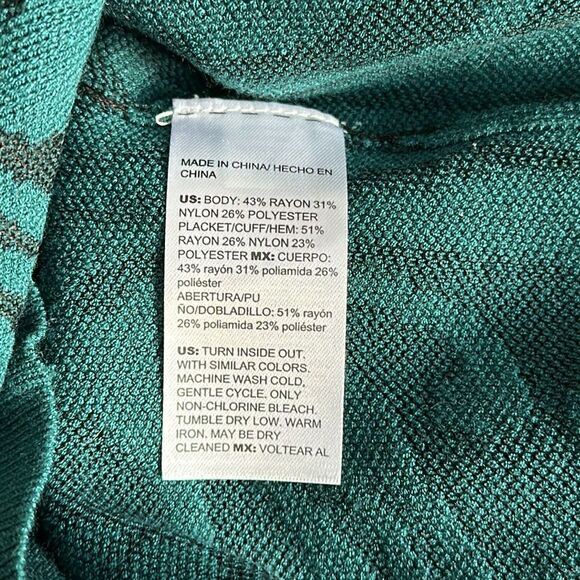 MADE IN CHINA/ HECHO EN
CHINA
US: BODY: 43% RAYON 31%
NYLON 26% POLYESTER
PLACKET/CUFF/HEM: 51%
RAYON 26% NYLON 23%
POLYESTER MX: CUERPO:
43% rayón 31% poliamida 26%
poliéster
ABERTURA/PU
ÑO/DOBLADILLO: 51% rayón
26% poliamida 23% poliéster
US: TURN INSIDE OUT,
WITH SIMILAR COLORS.
MACHINE WASH COLD,
GENTLE CYCLE. ONLY
NON-CHLORINE BLEACH.
TUMBLE DRY LOW. WARM
IRON. MAY BE DRY
CLEANED MX: VOLTEAR AL